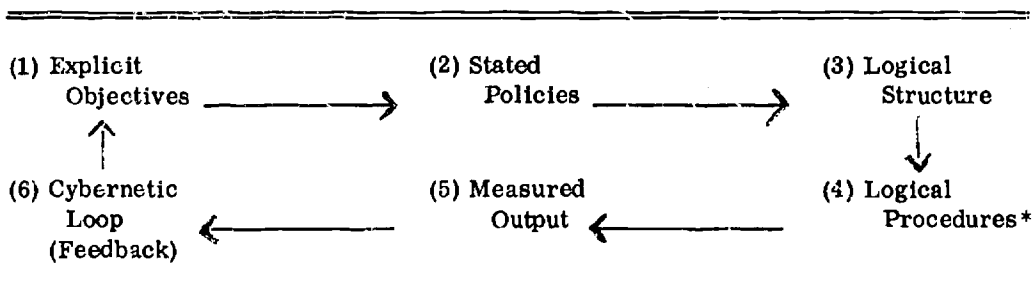 (1) Explicit
Objectives
(2) Stated
Policies
(3) Logical
Structure
(6) Cybernetic
Loop
(Feedback)
(5) Measured
Output
(4) Logical
Procedures*